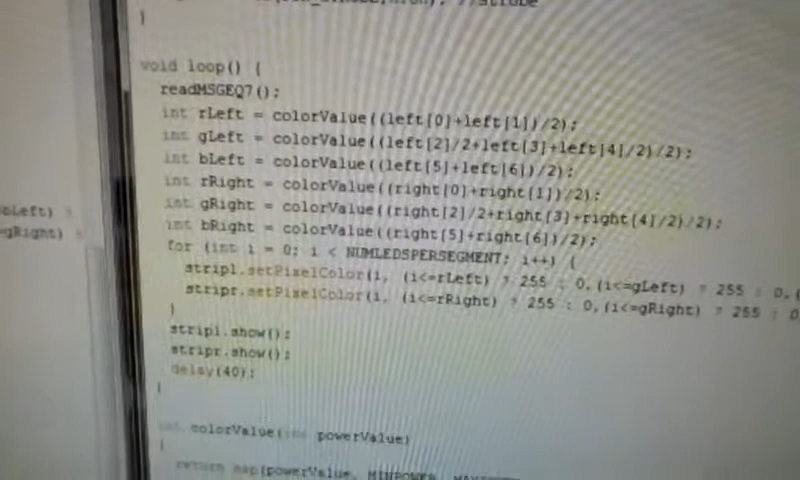 //strobe
}
void loop() {
readMSGEQ7();
int rLeft = colorValue((left[0]+left[1])/2);
int gLeft = colorValue((left[2]/2+left[3]+left[4]/2)/2);
int bLeft = colorValue((left[5]+left[6])/2);
int rRight = colorValue((right[0]+right[1])/2);
int gRight = colorValue((right[2]/2+right[3]+right[4]/2)/2);
int bRight = colorValue((right[5]+right[6])/2);
for (int i = 0; i < NUMLEDSPERSEGMENT; i++) {
stripl.setPixelColor(i, (i<=rLeft) ? 255 : 0,(i<=gLeft) ? 255 : 0,(
stripr.setPixelColor(i, (i<=rRight) ? 255 : 0,(i<=gRight) ? 255 : 0
}
stripl.show();
stripr.show();
delay(40);
}
int colorValue(int powerValue)
{
return map(powerValue, MINPOWER,
=bLeft) ?
=gRight)